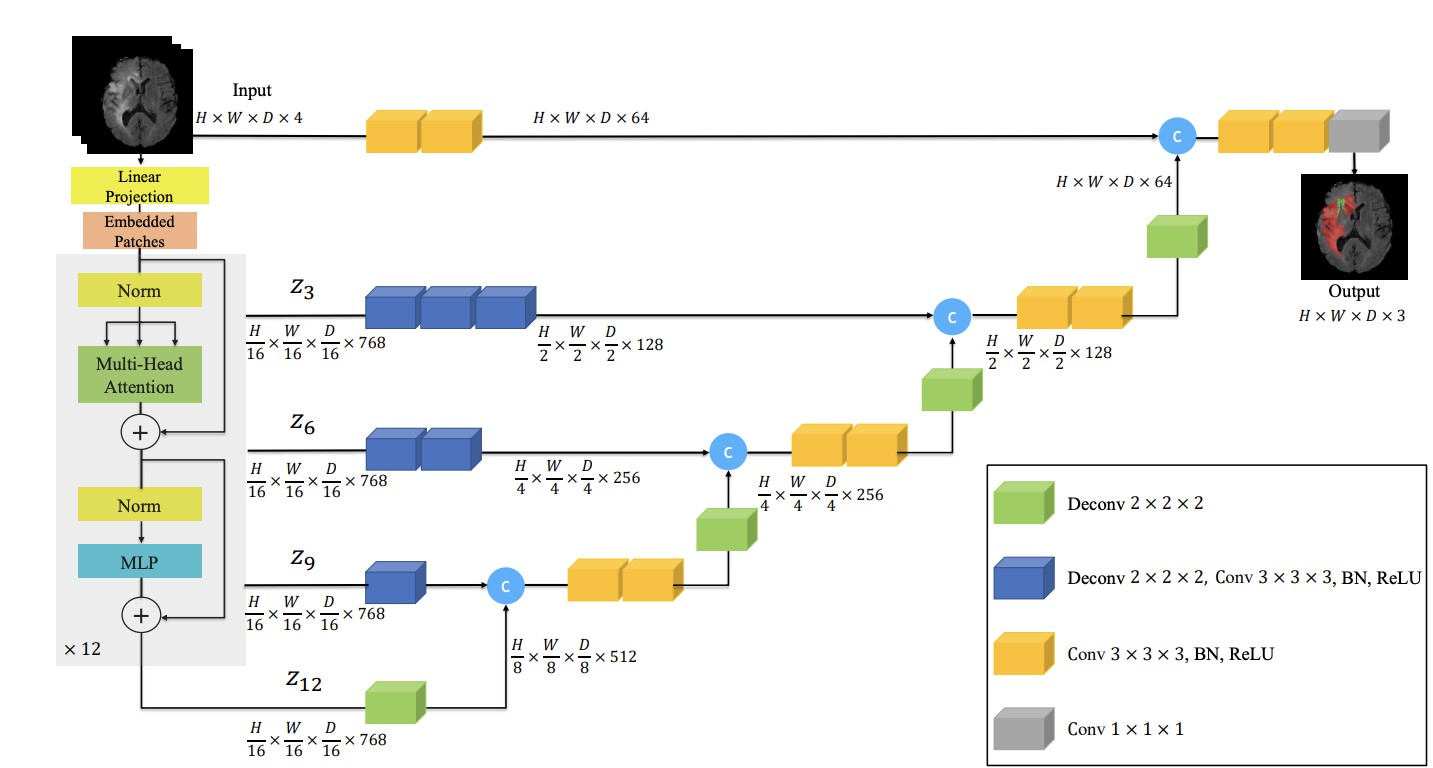 Input
H × W × D × 4
H × W × D × 64
C
H × W × D × 64
Linear
Projection
Embedded
Patches
Norm
Multi-Head
Attention
+
Norm
MLP
+
× 12
z₃
H/16 × W/16 × D/16 × 768
H/2 × W/2 × D/2 × 128
C
H/2 × W/2 × D/2 × 128
Output
H × W × D × 3
z₆
H/16 × W/16 × D/16 × 768
H/4 × W/4 × D/4 × 256
C
H/4 × W/4 × D/4 × 256
z₉
H/16 × W/16 × D/16 × 768
C
H/8 × W/8 × D/8 × 512
z₁₂
H/16 × W/16 × D/16 × 768
Deconv 2 × 2 × 2
Deconv 2 × 2 × 2, Conv 3 × 3 × 3, BN, ReLU
Conv 3 × 3 × 3, BN, ReLU
Conv 1 × 1 × 1